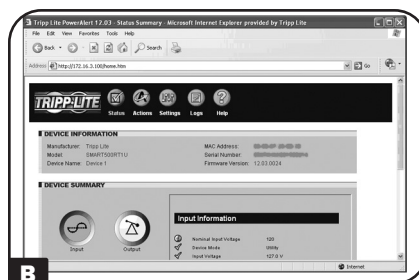 Tripp Lite PowerAlert 12.03 - Status Summary - Microsoft Internet Explorer provided by Tripp Lite
File Edit View Favorites Tools Help
Back Search
Address http://172.16.3.100/home.htm Go
TRIPP·LITE Status Actions Settings Logs Help
DEVICE INFORMATION
Manufacturer: Tripp Lite MAC Address:
Model: SMART500RT1U Serial Number:
Device Name: Device 1 Firmware Version: 12.03.0024
DEVICE SUMMARY
Input Output
Input Information
Nominal Input Voltage 120
Device Mode Utility
Input Voltage 127.0 V
Internet
B